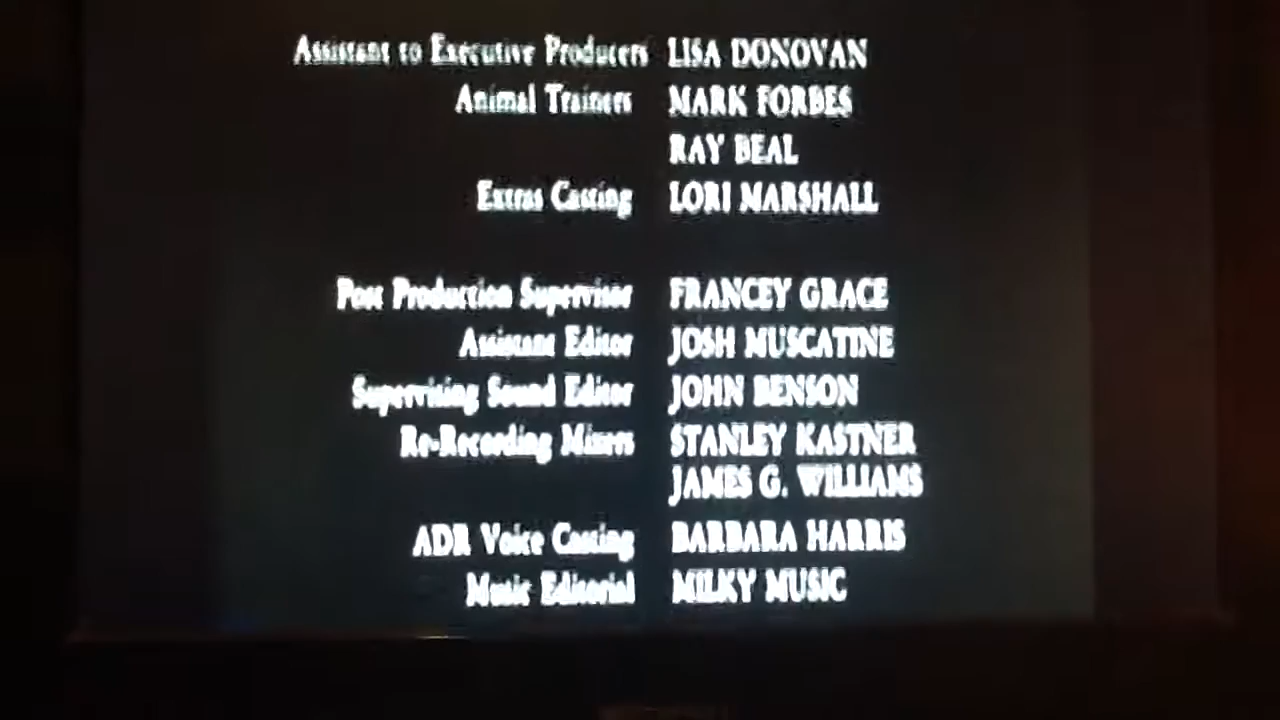 Assistant to Executive Producers LISA DONOVAN
Animal Trainers MARK FORBES
RAY BEAL
Extras Casting LORI MARSHALL
Post Production Supervisor FRANCEY GRACE
Assistant Editor JOSH MUSCATINE
Supervising Sound Editor JOHN BENSON
Re-Recording Mixers STANLEY KASTNER
JAMES G. WILLIAMS
ADR Voice Casting BARBARA HARRIS
Music Editorial MILKY MUSIC